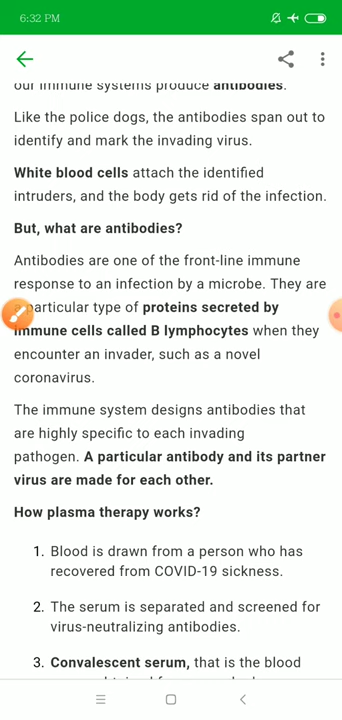 6:32 PM
our immune systems produce antibodies.
Like the police dogs, the antibodies span out to
identify and mark the invading virus.
White blood cells attach the identified
intruders, and the body gets rid of the infection.
But, what are antibodies?
Antibodies are one of the front-line immune
response to an infection by a microbe. They are
a particular type of proteins secreted by
immune cells called B lymphocytes when they
encounter an invader, such as a novel
coronavirus.
The immune system designs antibodies that
are highly specific to each invading
pathogen. A particular antibody and its partner
virus are made for each other.
How plasma therapy works?
1. Blood is drawn from a person who has
recovered from COVID-19 sickness.
2. The serum is separated and screened for
virus-neutralizing antibodies.
3. Convalescent serum, that is the blood